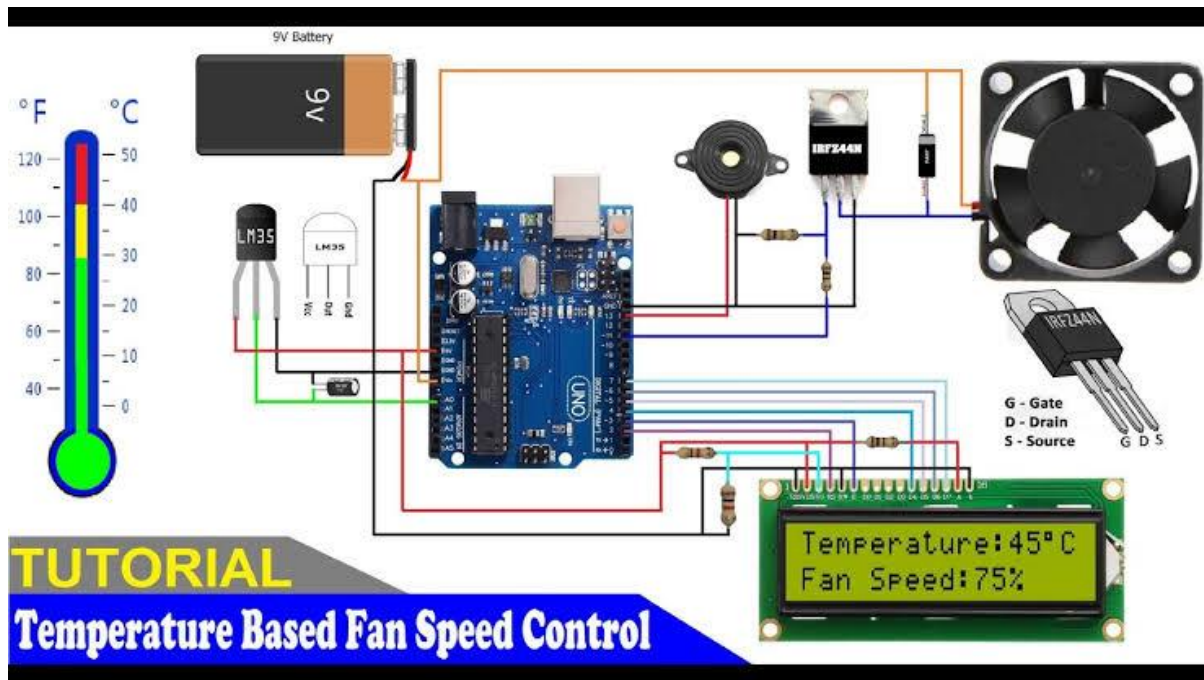 9V Battery
9v
°F
°C
120
100
80
60
40
50
40
30
20
10
0
LM35
LM35
Vcc
Out
Gnd
IRFZ44N
UNO
IRFZ44N
G - Gate
D - Drain
S - Source
G D S
Temperature:45°C
Fan Speed:75%
TUTORIAL
Temperature Based Fan Speed Control